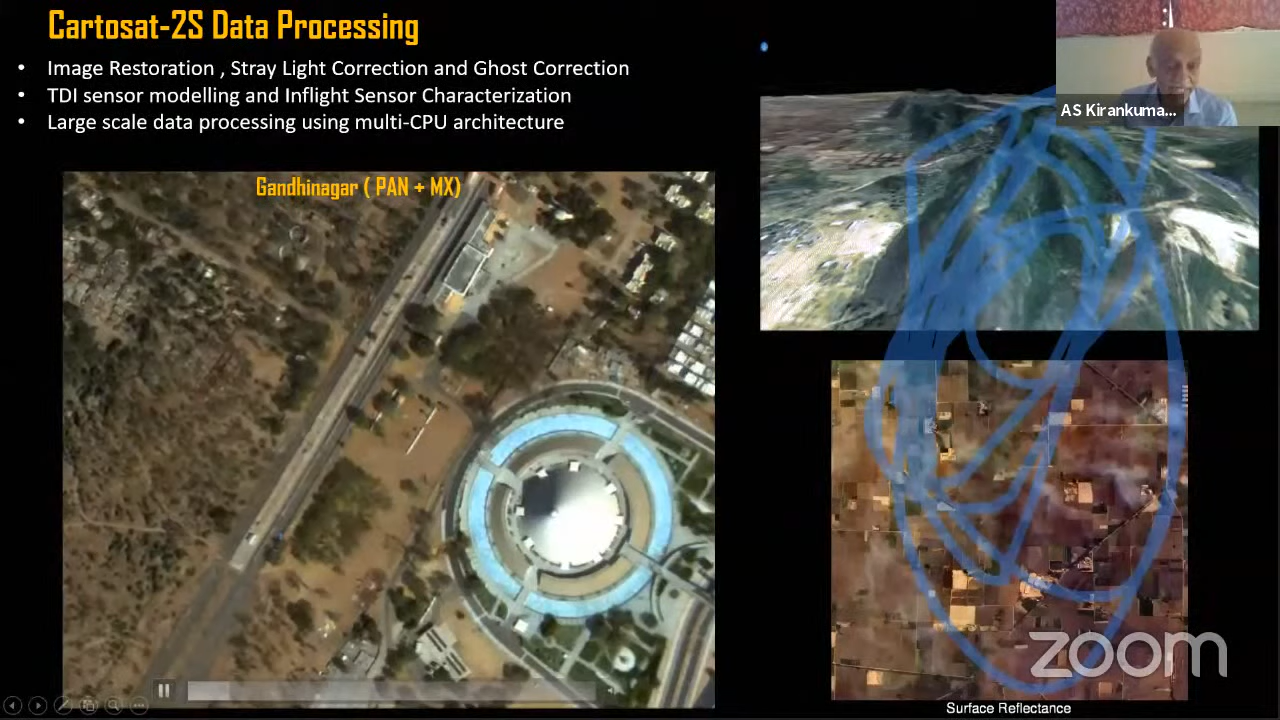 Cartosat-2S Data Processing
• Image Restoration , Stray Light Correction and Ghost Correction
• TDI sensor modelling and Inflight Sensor Characterization
• Large scale data processing using multi-CPU architecture
AS Kirankuma...
Gandhinagar ( PAN + MX)
zoom
Surface Reflectance